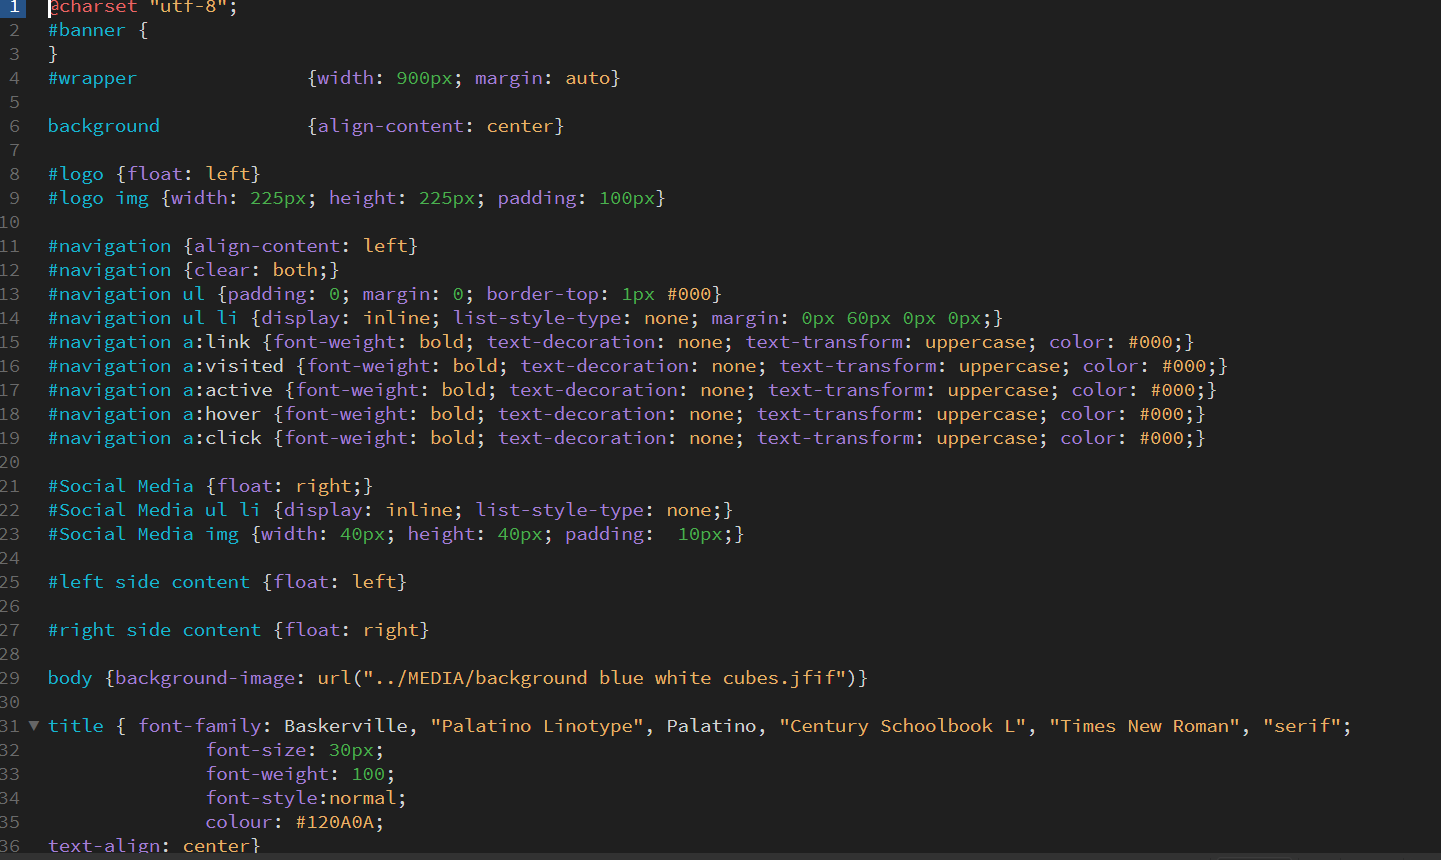 1 @charset "utf-8";
2 #banner {
3 }
4 #wrapper {width: 900px; margin: auto}
5
6 background {align-content: center}
7
8 #logo {float: left}
9 #logo img {width: 225px; height: 225px; padding: 100px}
10
11 #navigation {align-content: left}
12 #navigation {clear: both;}
13 #navigation ul {padding: 0; margin: 0; border-top: 1px #000}
14 #navigation ul li {display: inline; list-style-type: none; margin: 0px 60px 0px 0px;}
15 #navigation a:link {font-weight: bold; text-decoration: none; text-transform: uppercase; color: #000;}
16 #navigation a:visited {font-weight: bold; text-decoration: none; text-transform: uppercase; color: #000;}
17 #navigation a:active {font-weight: bold; text-decoration: none; text-transform: uppercase; color: #000;}
18 #navigation a:hover {font-weight: bold; text-decoration: none; text-transform: uppercase; color: #000;}
19 #navigation a:click {font-weight: bold; text-decoration: none; text-transform: uppercase; color: #000;}
20
21 #Social Media {float: right;}
22 #Social Media ul li {display: inline; list-style-type: none;}
23 #Social Media img {width: 40px; height: 40px; padding:  10px;}
24
25 #left side content {float: left}
26
27 #right side content {float: right}
28
29 body {background-image: url("../MEDIA/background blue white cubes.jfif")}
30
31 title { font-family: Baskerville, "Palatino Linotype", Palatino, "Century Schoolbook L", "Times New Roman", "serif";
32 font-size: 30px;
33 font-weight: 100;
34 font-style:normal;
35 colour: #120A0A;
36 text-align: center}